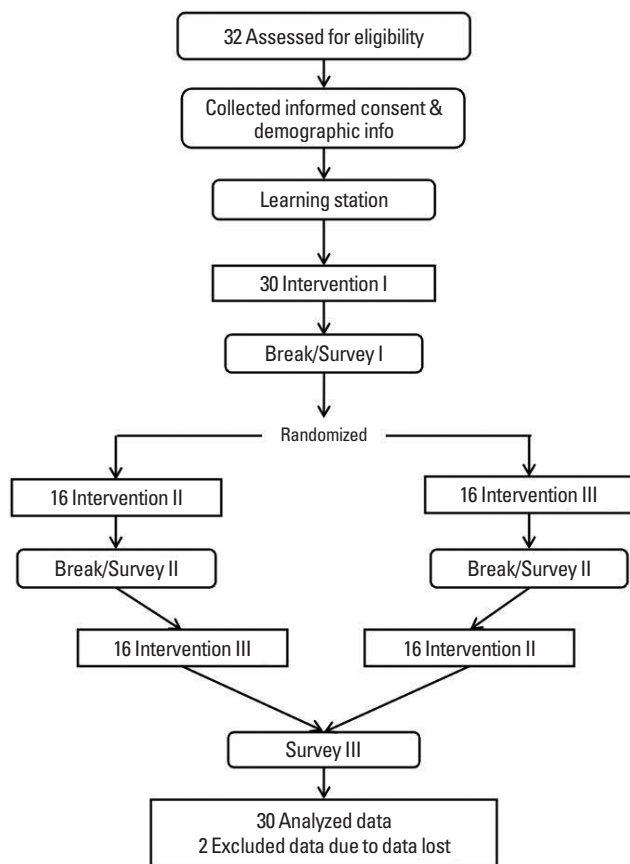 32 Assessed for eligibility
Collected informed consent &
demographic info
Learning station
30 Intervention I
Break/Survey I
Randomized
16 Intervention II
16 Intervention III
Break/Survey II
Break/Survey II
16 Intervention III
16 Intervention II
Survey III
30 Analyzed data
2 Excluded data due to data lost